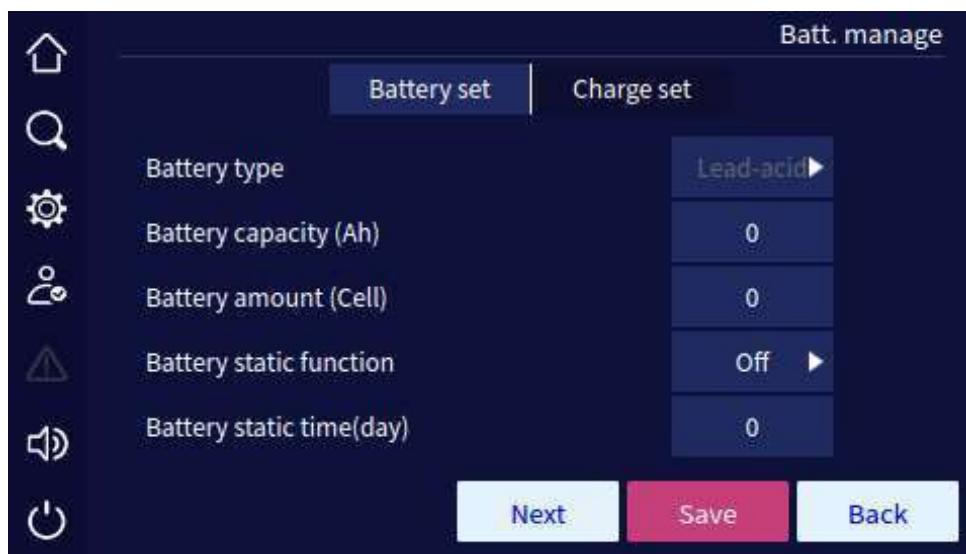 Batt. manage
Battery set Charge set
Battery type Lead-acid
Battery capacity (Ah) 0
Battery amount (Cell) 0
Battery static function Off
Battery static time(day) 0
Next Save Back